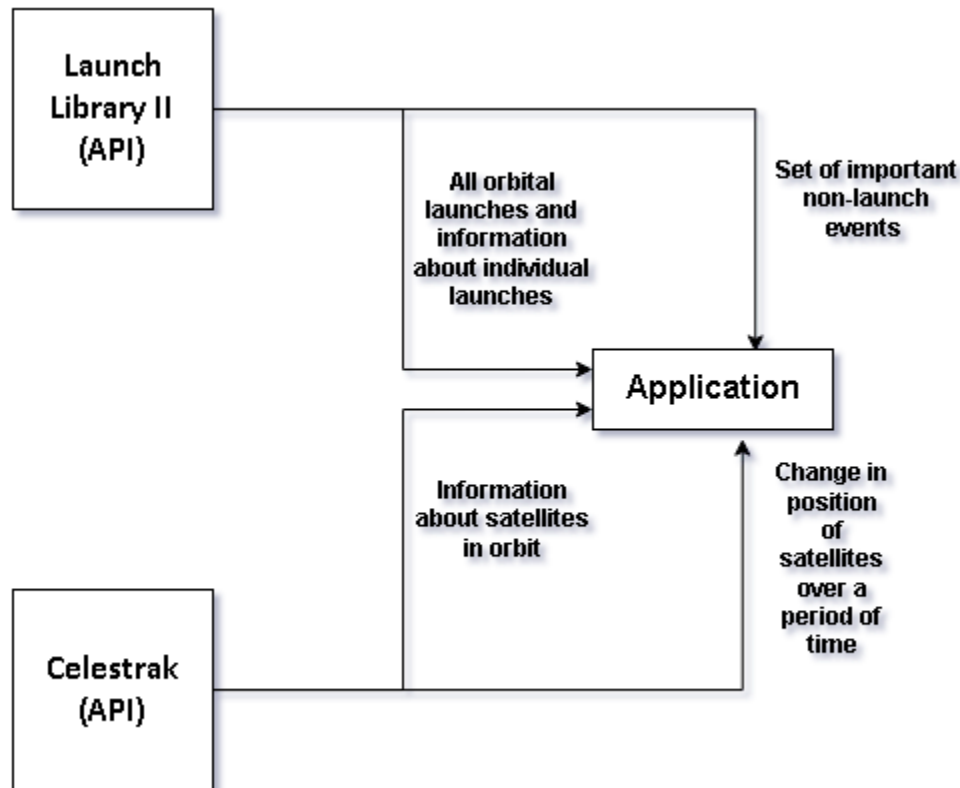 Launch
Library II
(API)
All orbital
launches and
information
about individual
launches
Set of important
non-launch
events
Application
Information
about satellites
in orbit
Change in
position
of
satellites
over a
period of
time
Celestrak
(API)